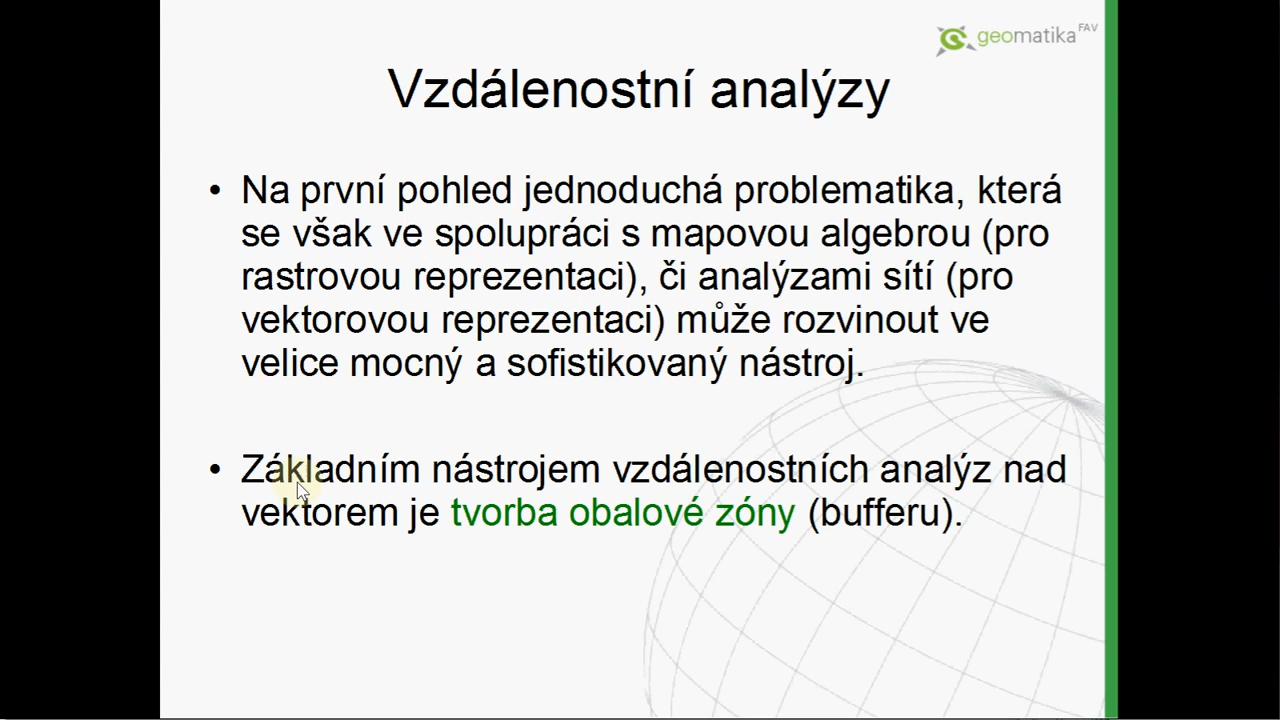 geomatika FAV
Vzdálenostní analýzy
• Na první pohled jednoduchá problematika, která
se však ve spolupráci s mapovou algebrou (pro
rastrovou reprezentaci), či analýzami sítí (pro
vektorovou reprezentaci) může rozvinout ve
velice mocný a sofistikovaný nástroj.
• Základním nástrojem vzdálenostních analýz nad
vektorem je tvorba obalové zóny (bufferu).